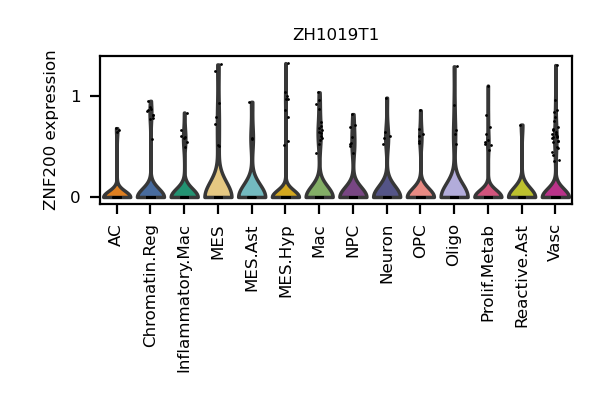 ZH1019T1
ZNF200 expression
1
0
AC
Chromatin.Reg
Inflammatory.Mac
MES
MES.Ast
MES.Hyp
Mac
NPC
Neuron
OPC
Oligo
Prolif.Metab
Reactive.Ast
Vasc